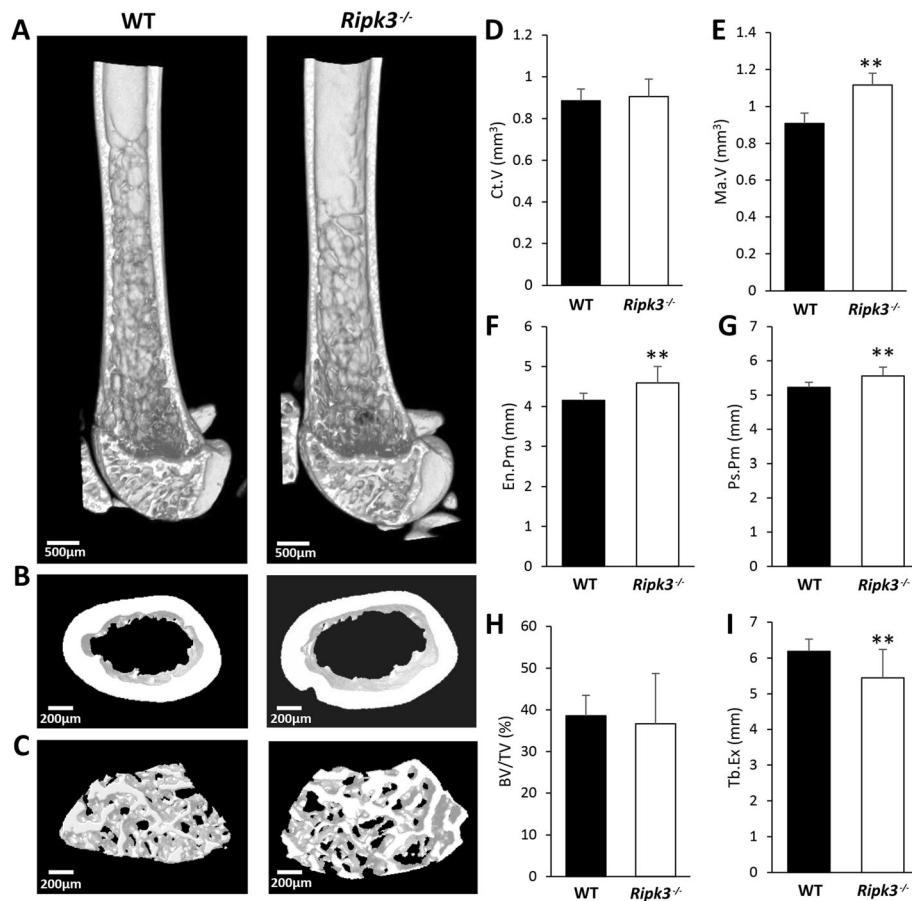 WT
Ripk3-/-
A
500µm
500µm
B
200µm
200µm
C
200µm
200µm
D
1.2
1
0.8
0.6
0.4
0.2
0
Ct.V (mm³)
WT
Ripk3-/-
E
1.4
1.2
1
0.8
0.6
0.4
0.2
0
Ma.V (mm³)
**
WT
Ripk3-/-
F
6
5
4
3
2
1
0
En.Pm (mm)
**
WT
Ripk3-/-
G
7
6
5
4
3
2
1
0
Ps.Pm (mm)
**
WT
Ripk3-/-
H
60
50
40
30
20
10
0
BV/TV (%)
WT
Ripk3-/-
I
7
6
5
4
3
2
1
0
Tb.Ex (mm)
**
WT
Ripk3-/-